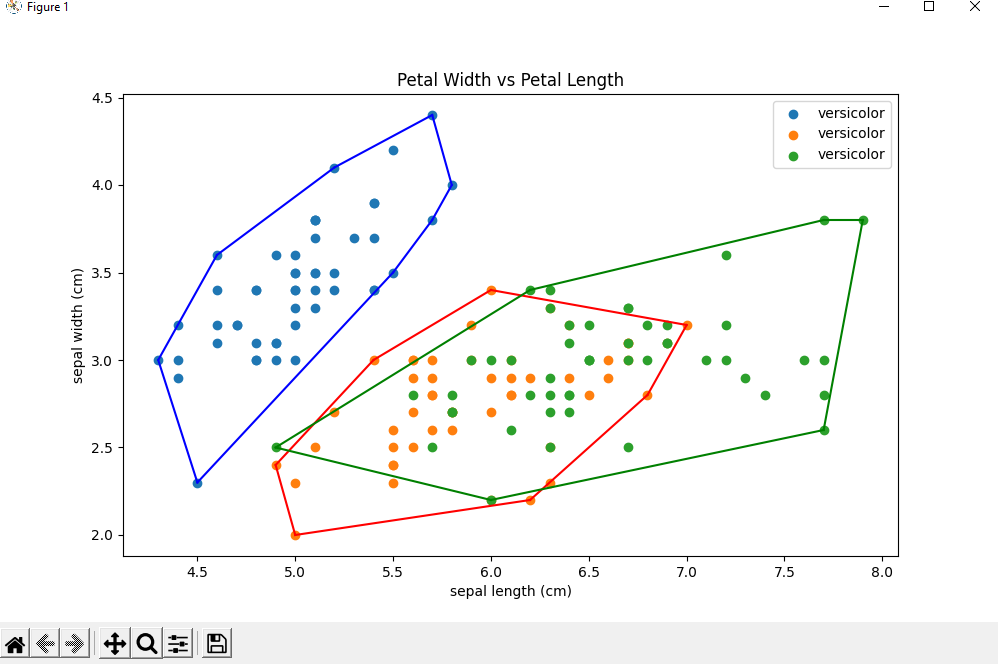 Figure 1
Petal Width vs Petal Length
versicolor
versicolor
versicolor
4.5
4.0
3.5
3.0
2.5
2.0
sepal width (cm)
4.5 5.0 5.5 6.0 6.5 7.0 7.5 8.0
sepal length (cm)